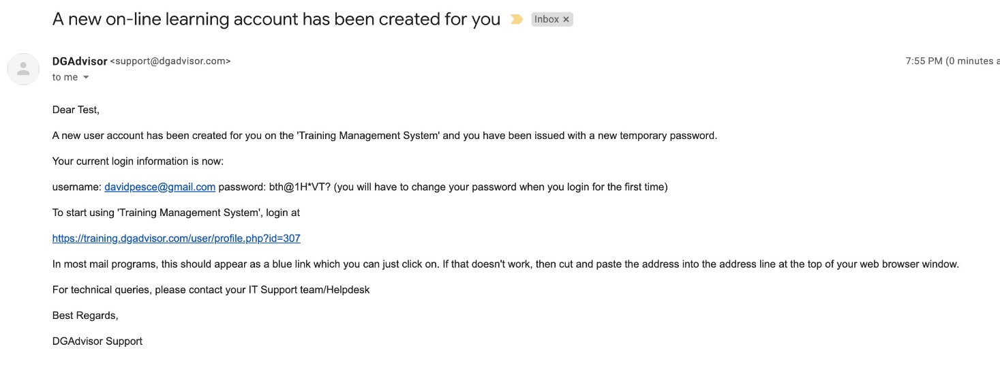 A new on-line learning account has been created for you Inbox ×
DGAdvisor <support@dgadvisor.com> 7:55 PM (0 minutes a
to me
Dear Test,
A new user account has been created for you on the 'Training Management System' and you have been issued with a new temporary password.
Your current login information is now:
username: davidpesce@gmail.com password: bth@1H*VT? (you will have to change your password when you login for the first time)
To start using 'Training Management System', login at
https://training.dgadvisor.com/user/profile.php?id=307
In most mail programs, this should appear as a blue link which you can just click on. If that doesn't work, then cut and paste the address into the address line at the top of your web browser window.
For technical queries, please contact your IT Support team/Helpdesk
Best Regards,
DGAdvisor Support